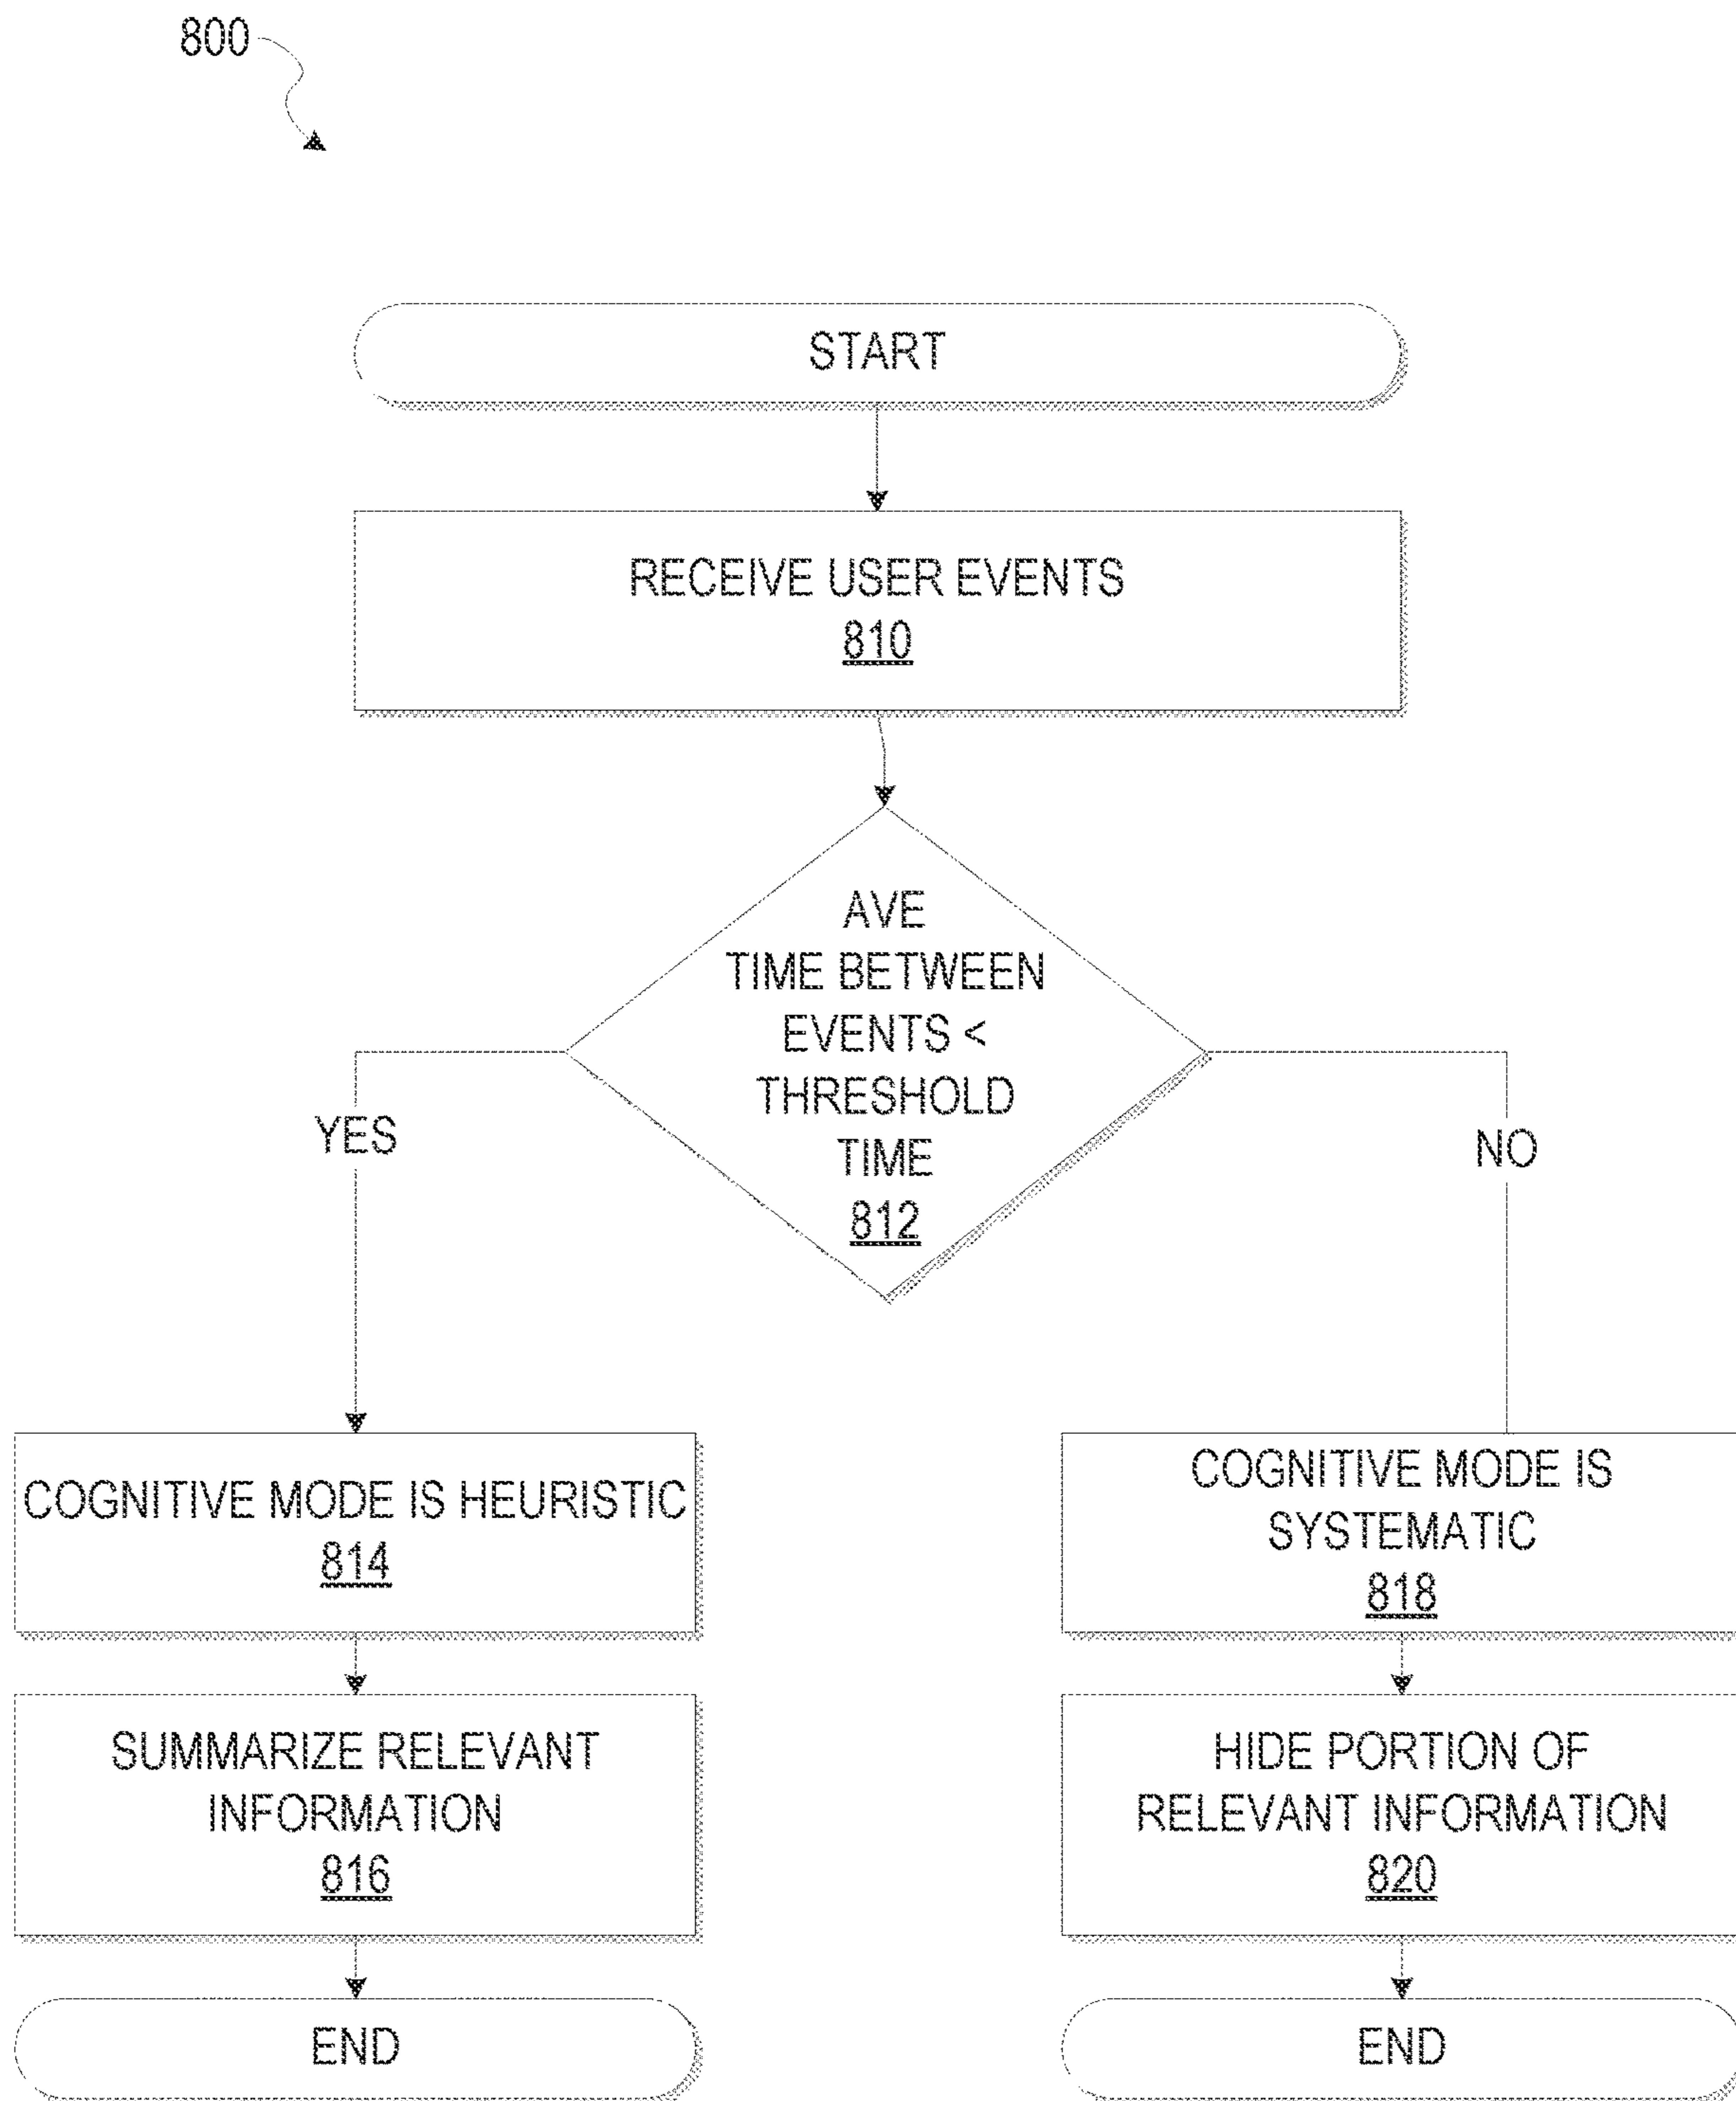 800
START
RECEIVE USER EVENTS
810
AVE
TIME BETWEEN
EVENTS <
THRESHOLD
TIME
812
YES
NO
COGNITIVE MODE IS HEURISTIC
814
COGNITIVE MODE IS
SYSTEMATIC
818
SUMMARIZE RELEVANT
INFORMATION
816
HIDE PORTION OF
RELEVANT INFORMATION
820
END
END